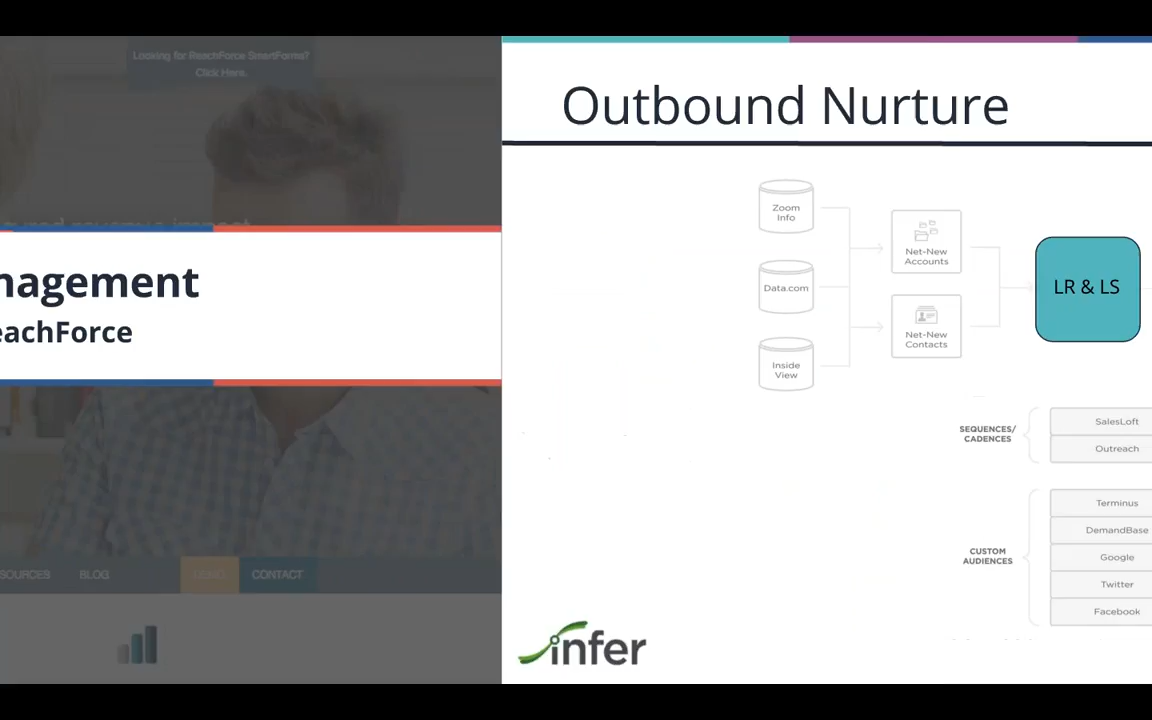 Looking for ReachForce SmartForms?
Click Here.
nagement
eachForce
SOURCES
BLOG
DEMO
CONTACT
Outbound Nurture
Zoom
Info
Data.com
Inside
View
Net-New
Accounts
Net-New
Contacts
LR & LS
SEQUENCES/
CADENCES
SalesLoft
Outreach
CUSTOM
AUDIENCES
Terminus
DemandBase
Google
Twitter
Facebook
infer